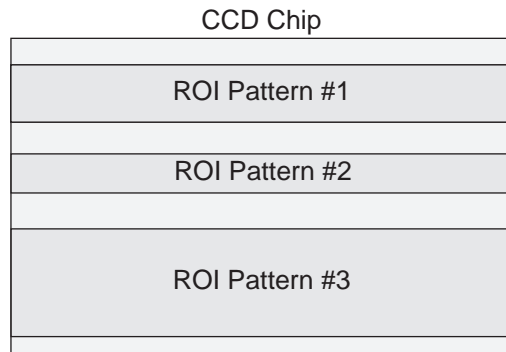 CCD Chip
ROI Pattern #1
ROI Pattern #2
ROI Pattern #3